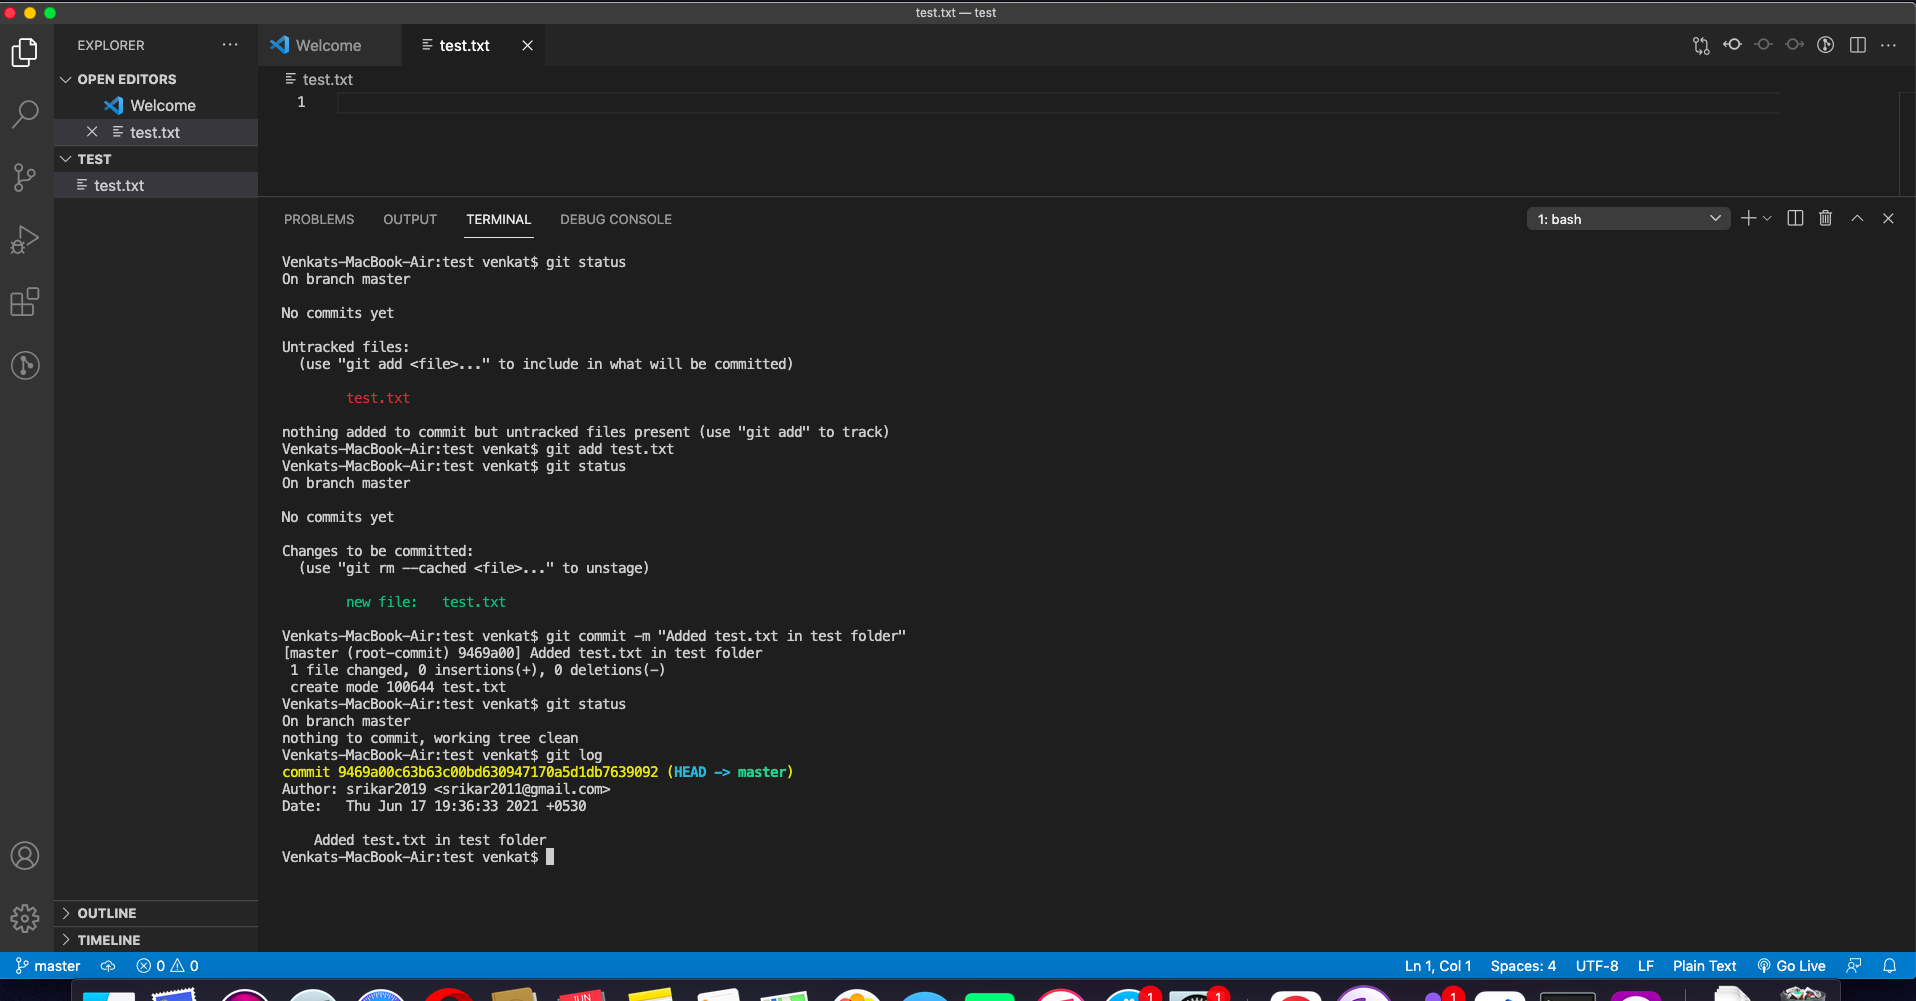 test.txt — test
EXPLORER
Welcome
test.txt
OPEN EDITORS
Welcome
test.txt
TEST
test.txt
test.txt
1
PROBLEMS OUTPUT TERMINAL DEBUG CONSOLE
1: bash
Venkats-MacBook-Air:test venkat$ git status
On branch master
No commits yet
Untracked files:
  (use "git add <file>..." to include in what will be committed)
        test.txt
nothing added to commit but untracked files present (use "git add" to track)
Venkats-MacBook-Air:test venkat$ git add test.txt
Venkats-MacBook-Air:test venkat$ git status
On branch master
No commits yet
Changes to be committed:
  (use "git rm --cached <file>..." to unstage)
        new file:   test.txt
Venkats-MacBook-Air:test venkat$ git commit -m "Added test.txt in test folder"
[master (root-commit) 9469a00] Added test.txt in test folder
 1 file changed, 0 insertions(+), 0 deletions(-)
 create mode 100644 test.txt
Venkats-MacBook-Air:test venkat$ git status
On branch master
nothing to commit, working tree clean
Venkats-MacBook-Air:test venkat$ git log
commit 9469a00c63b63c00bd630947170a5d1db7639092 (HEAD -> master)
Author: srikar2019 <srikar2011@gmail.com>
Date:   Thu Jun 17 19:36:33 2021 +0530
    Added test.txt in test folder
Venkats-MacBook-Air:test venkat$
OUTLINE
TIMELINE
master 0 0 Ln 1, Col 1 Spaces: 4 UTF-8 LF Plain Text Go Live
JUN 1 1 1